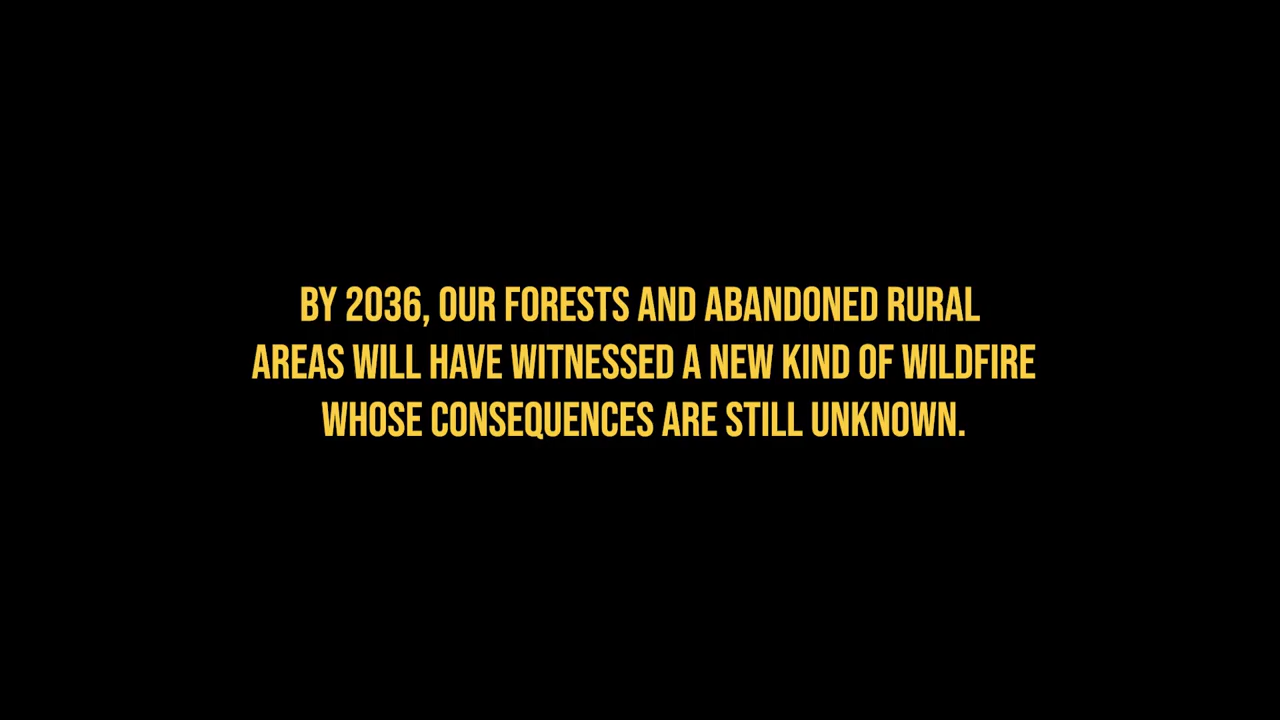 BY 2036, OUR FORESTS AND ABANDONED RURAL
AREAS WILL HAVE WITNESSED A NEW KIND OF WILDFIRE
WHOSE CONSEQUENCES ARE STILL UNKNOWN.